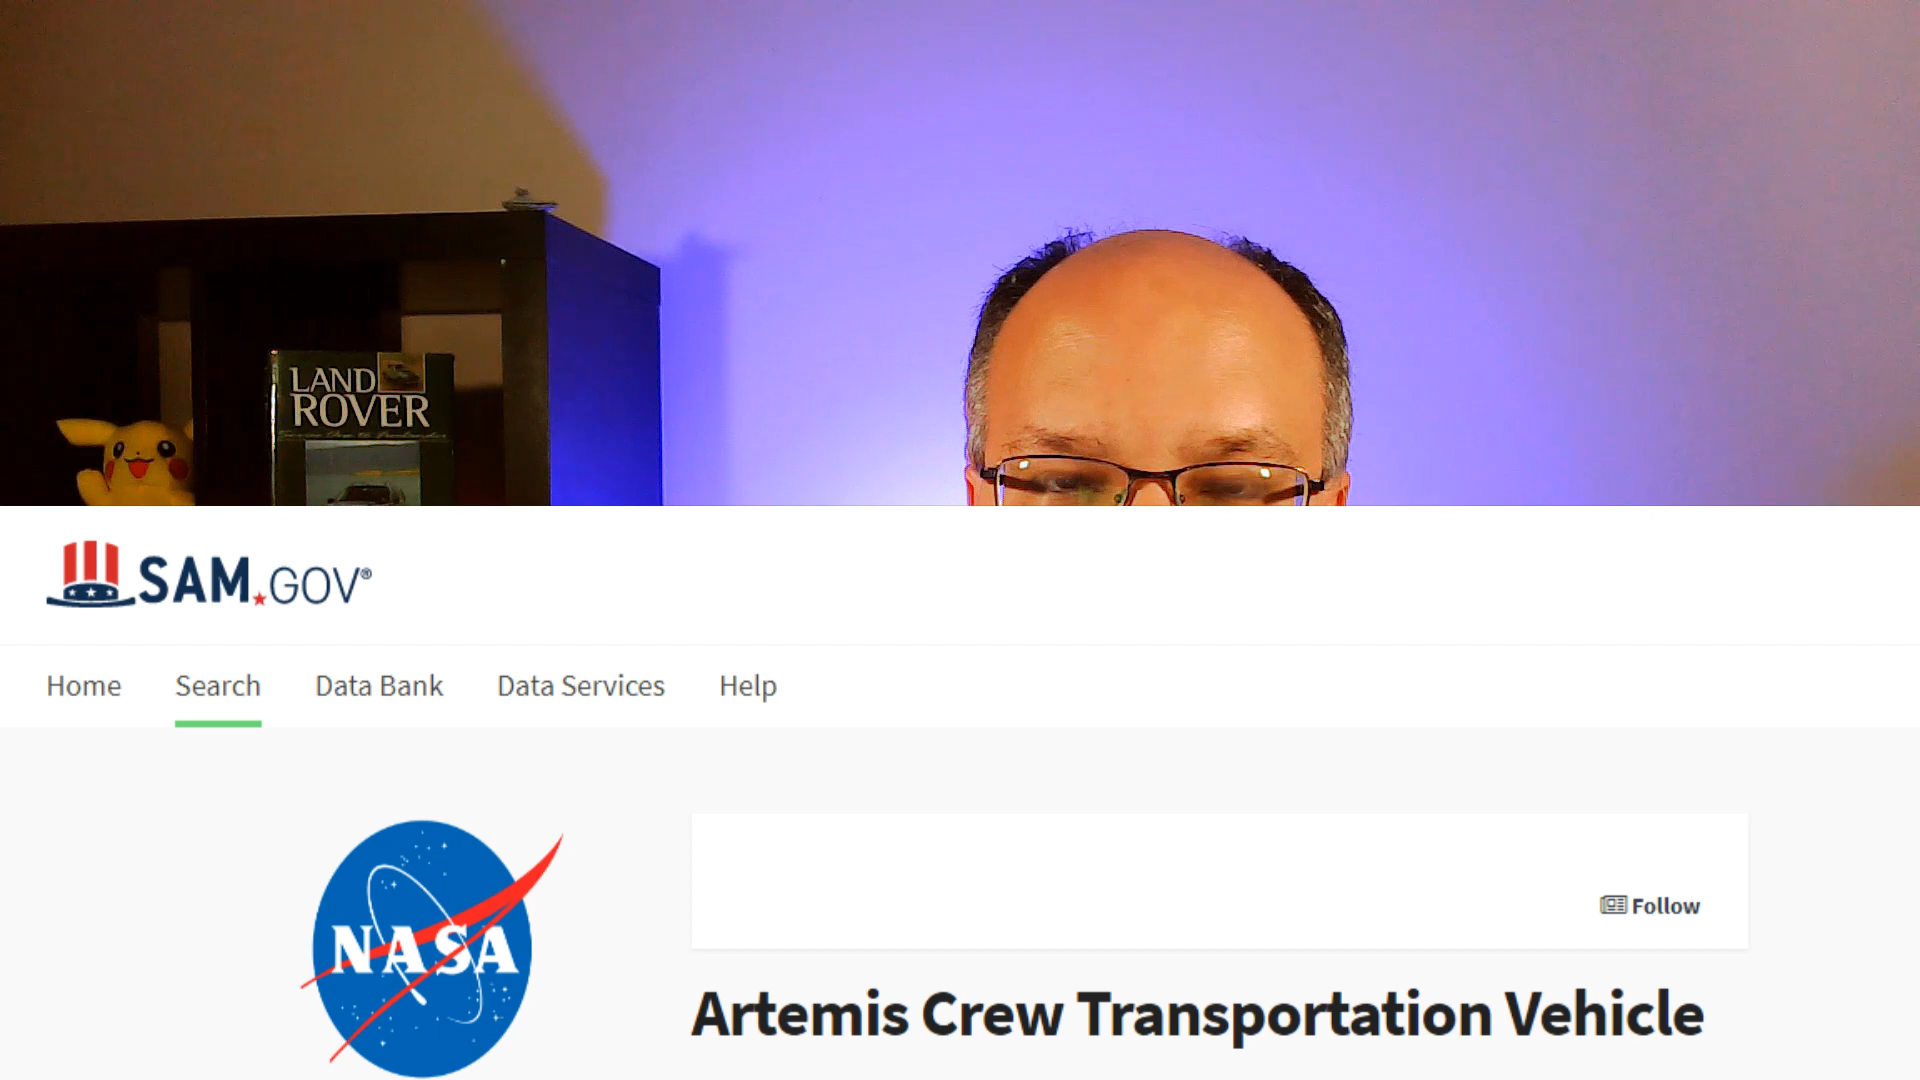 LAND
ROVER
SAM.GOV®
Home Search Data Bank Data Services Help
NASA
Follow
Artemis Crew Transportation Vehicle